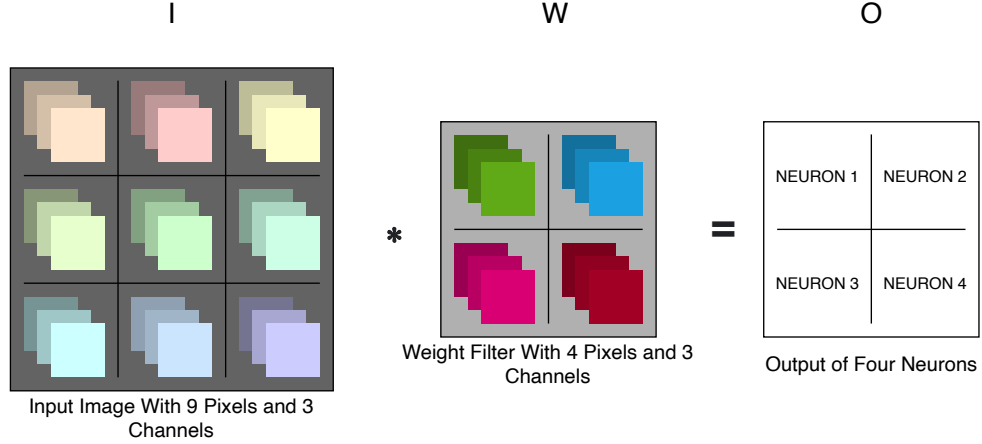 I
W
O
*
=
NEURON 1
NEURON 2
NEURON 3
NEURON 4
Input Image With 9 Pixels and 3
Channels
Weight Filter With 4 Pixels and 3
Channels
Output of Four Neurons